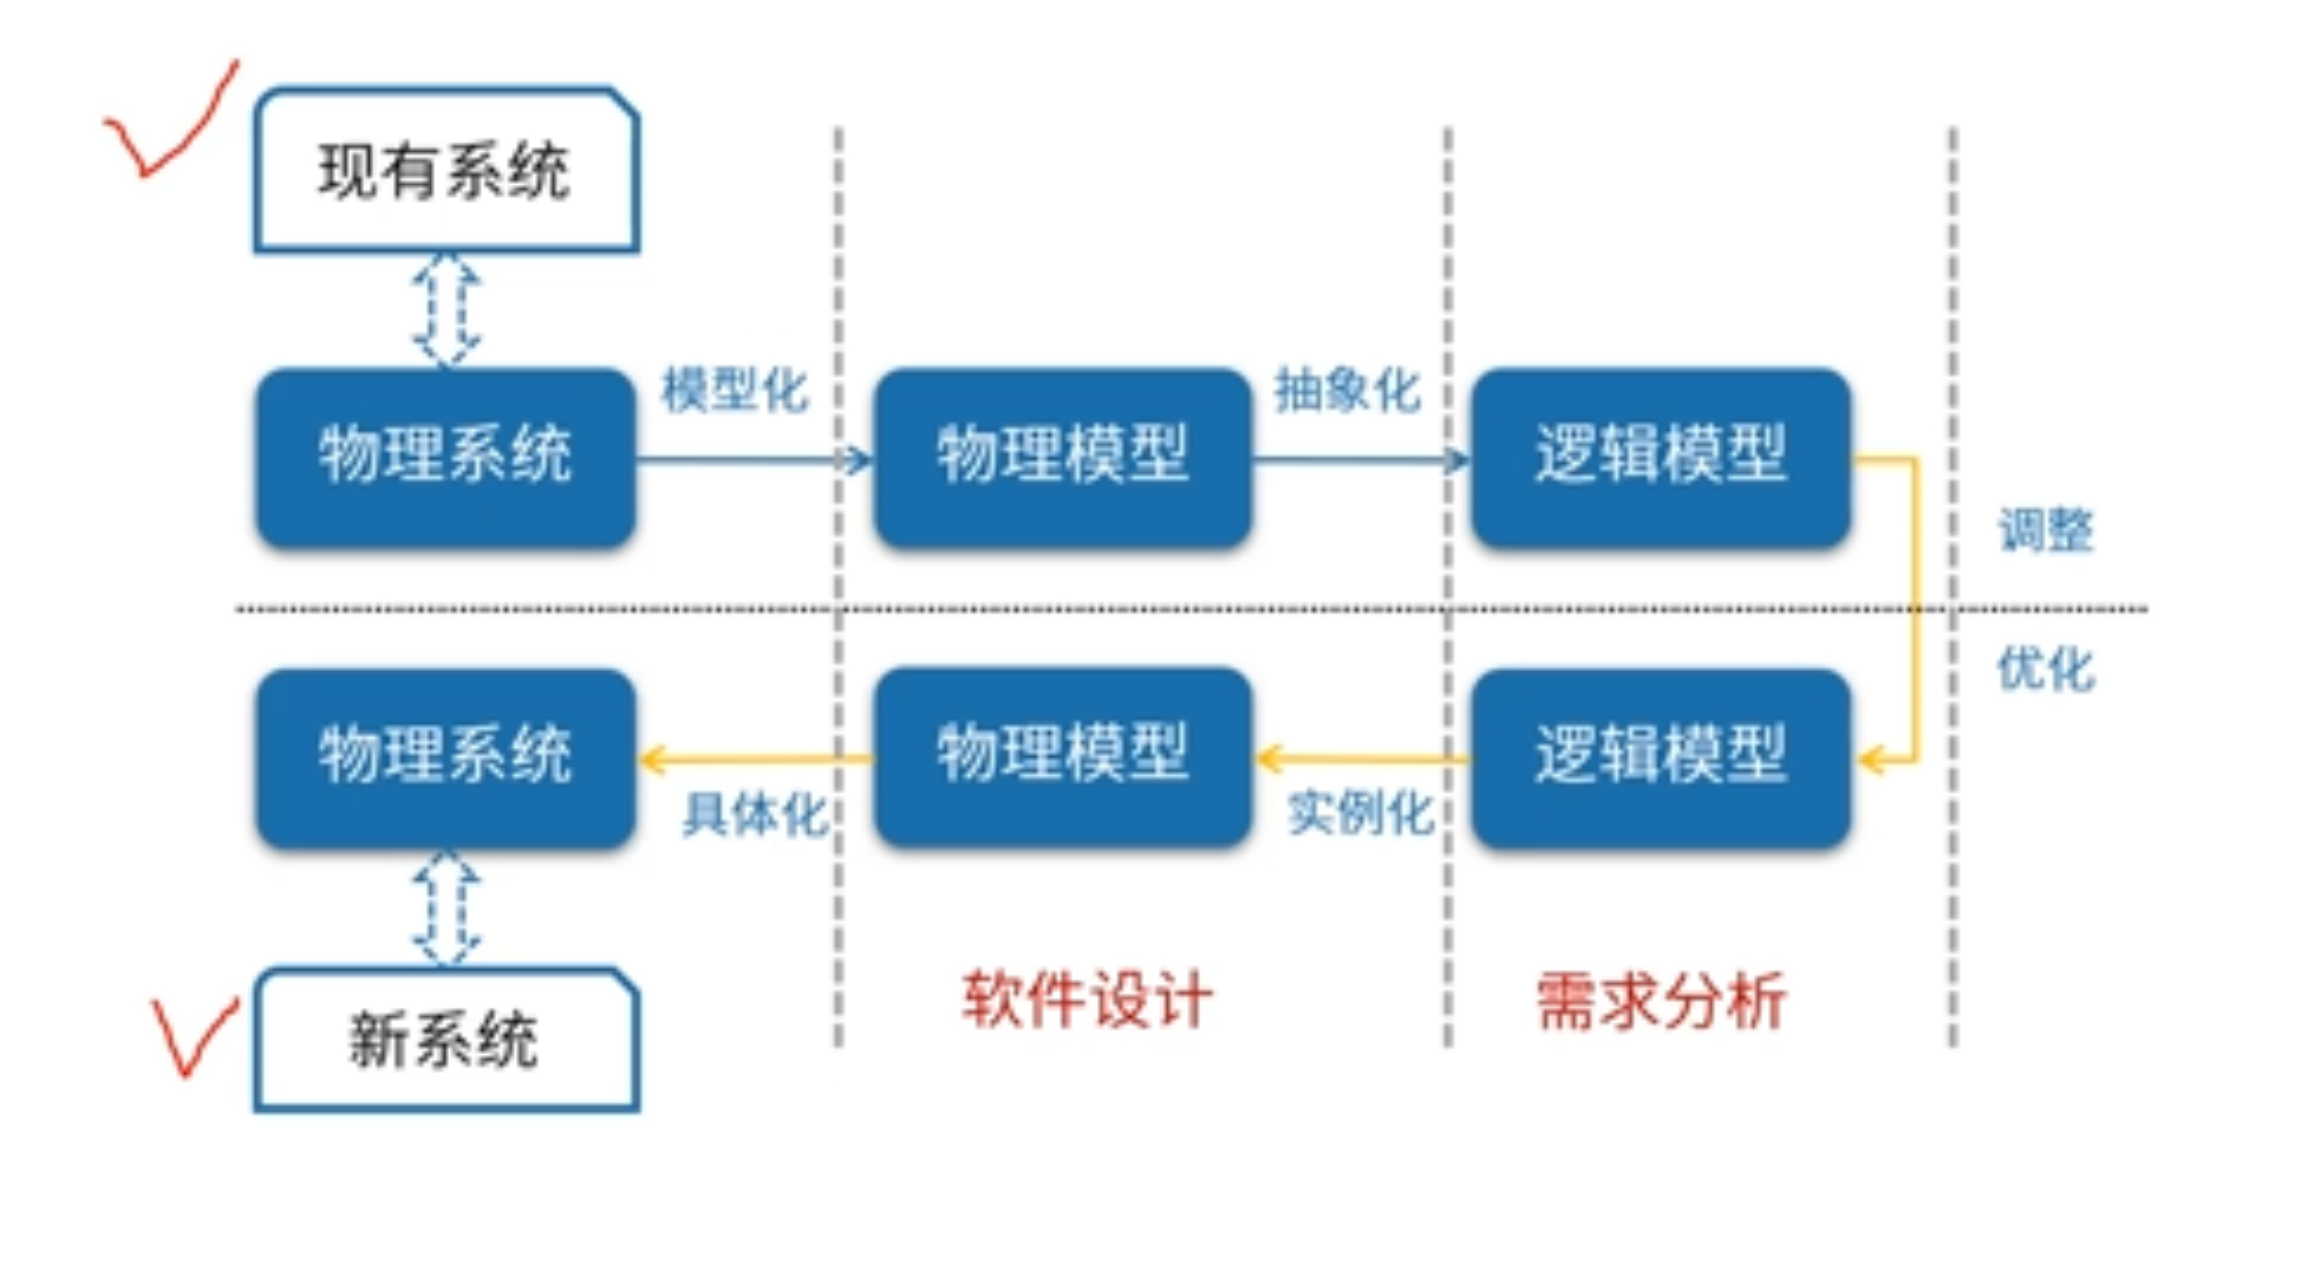 现有系统
模型化
抽象化
物理系统
物理模型
逻辑模型
调整
优化
物理系统
物理模型
逻辑模型
具体化
实例化
软件设计
需求分析
新系统